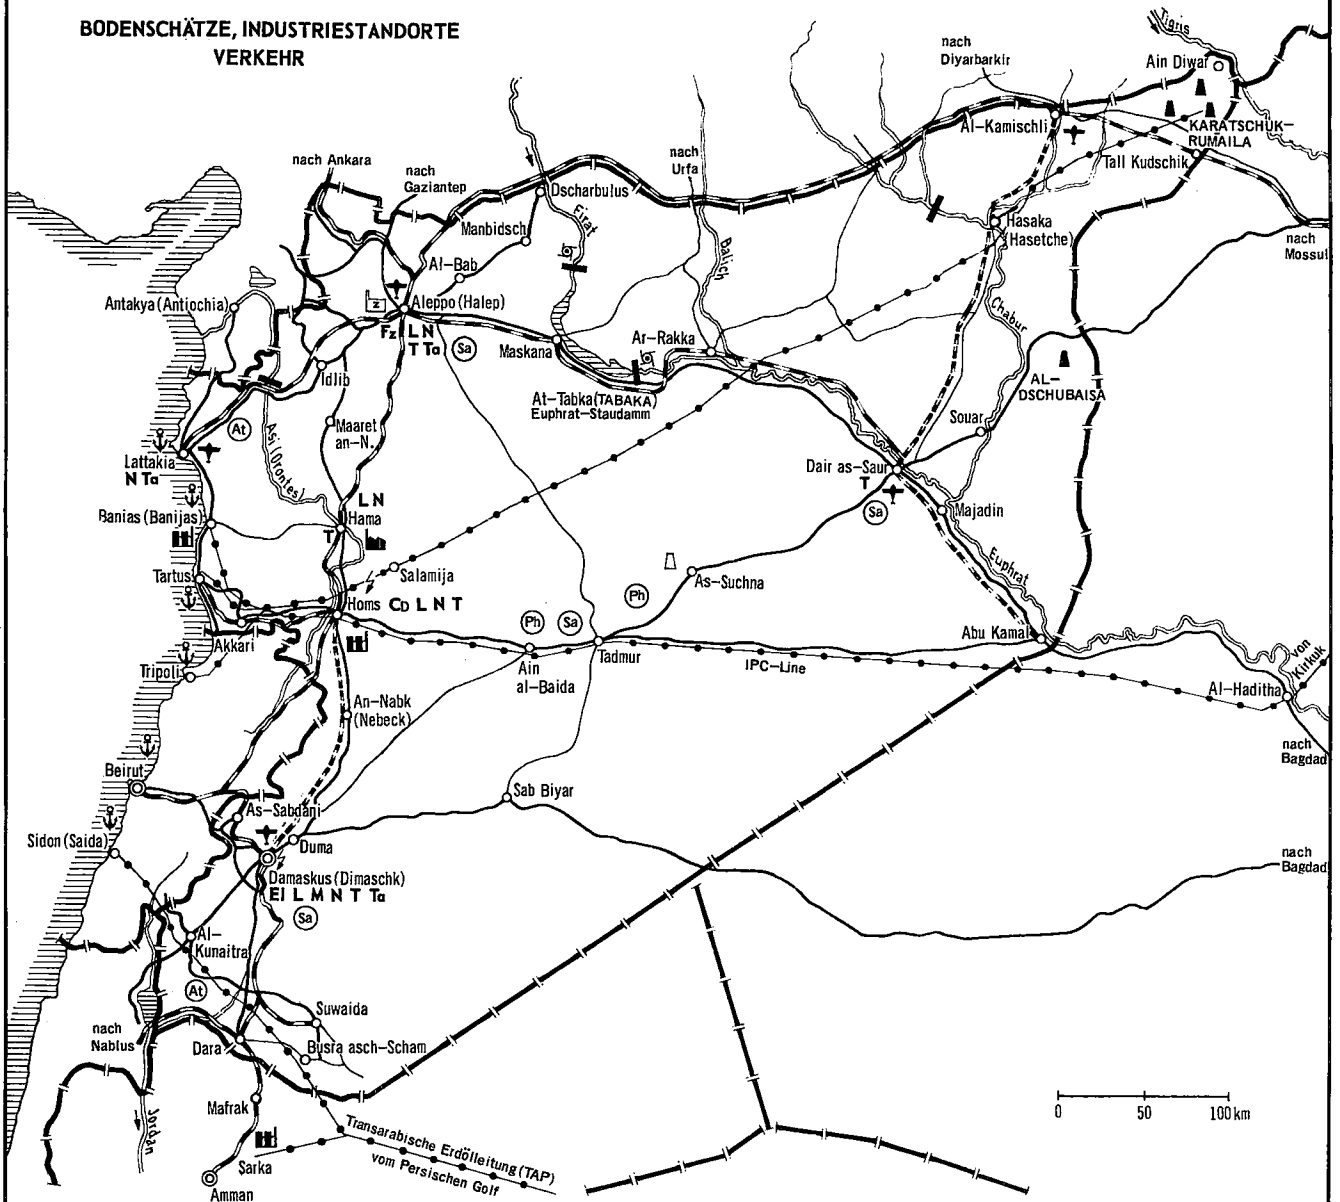 BODENSCHÄTZE, INDUSTRIESTANDORTE
VERKEHR
Tigris
nach
Diyarbarkir
Ain Diwar
Al-Kamischli
KARATSCHUK-
RUMAILA
Tall Kudschik
nach Ankara
nach
Gaziantep
nach
Urfa
Dscharbulus
Firat
Manbidsch
Hasaka
(Hasetche)
nach
Mossul
Al-Bab
Balich
Antakya (Antiochia)
Z
Aleppo (Halep)
Fz L N
T Ta
Sa
Chabur
Maskana
Ar-Rakka
Idlib
At-Tabka (TABAKA)
Euphrat-Staudamm
AL-
DSCHUBAISA
At
Maaret
an-N.
Asi (Orontes)
Souar
Lattakia
N Ta
Dair as-Saur
T
Sa
L N
Banias (Banijas)
Hama
T
Majadin
Euphrat
Tartus
Salamija
As-Suchna
Homs
CD L N T
Ph
Ph
Sa
Abu Kamal
Akkari
Tripoli
Ain
al-Baida
Tadmur
IPC-Line
von
Kirkuk
Al-Haditha
An-Nabk
(Nebeck)
nach
Bagdad
Beirut
Sab Biyar
As-Sabdani
Sidon (Saida)
Duma
nach
Bagdad
Damaskus (Dimaschk)
El L M N T Ta
Sa
Al-
Kunaitra
At
Suwaida
nach
Nablus
Dara
Busra asch-Scham
Mafrak
0 50 100 km
Jordan
Transarabische Erdölleitung (TAP)
vom Persischen Golf
Sarka
Amman